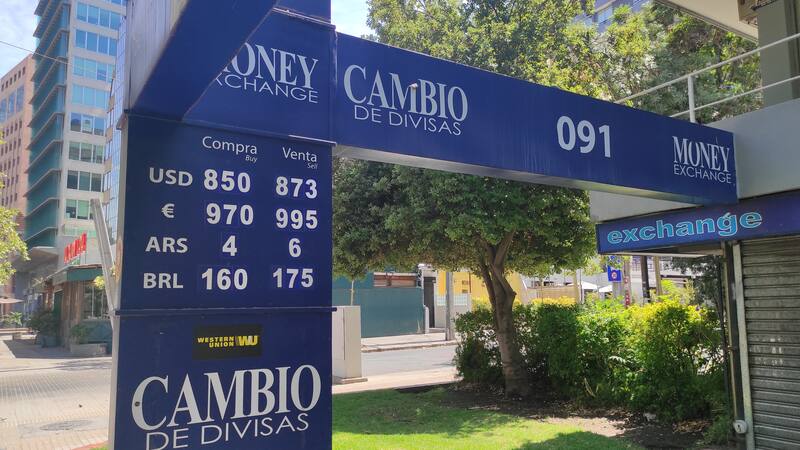 MONEY
EXCHANGE
CAMBIO
DE DIVISAS
091
MONEY
EXCHANGE
exchange
Compra Venta
Buy Sell
USD 850 873
€ 970 995
ARS 4 6
BRL 160 175
WESTERN UNION WU
CAMBIO
DE DIVISAS